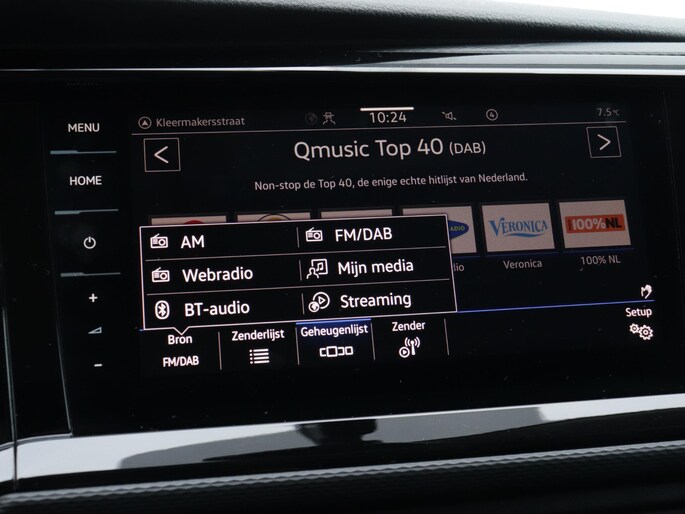 MENU
HOME
Kleermakersstraat
10:24
4
7.5°C
< Qmusic Top 40 (DAB) >
Non-stop de Top 40, de enige echte hitlijst van Nederland.
VERONICA
100%NL
Veronica
100% NL
AM
FM/DAB
Webradio
Mijn media
BT-audio
Streaming
+
-
Bron
FM/DAB
Zenderlijst
Geheugenlijst
Zender
Setup